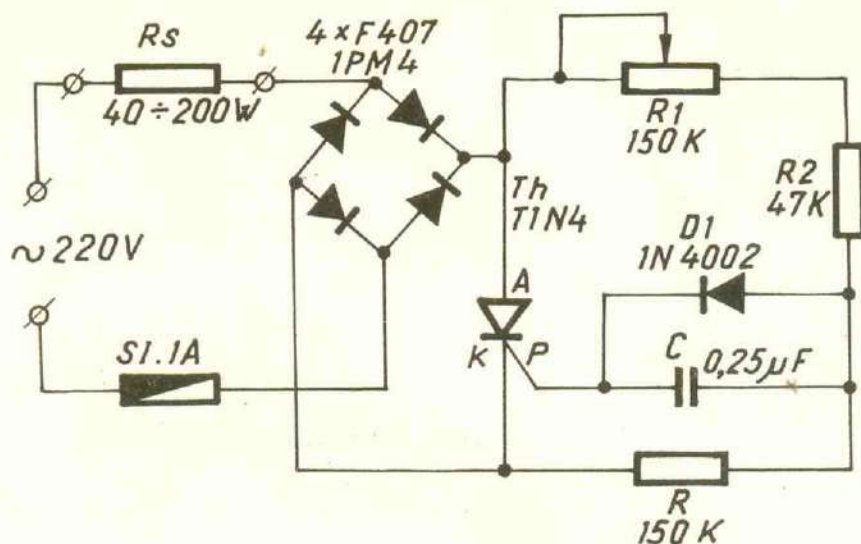 Rs
40÷200W
4×F407
1PM4
R1
150K
R2
47K
Th
T1N4
D1
1N4002
~220V
A
K
P
C
0,25µF
S1.1A
R
150K